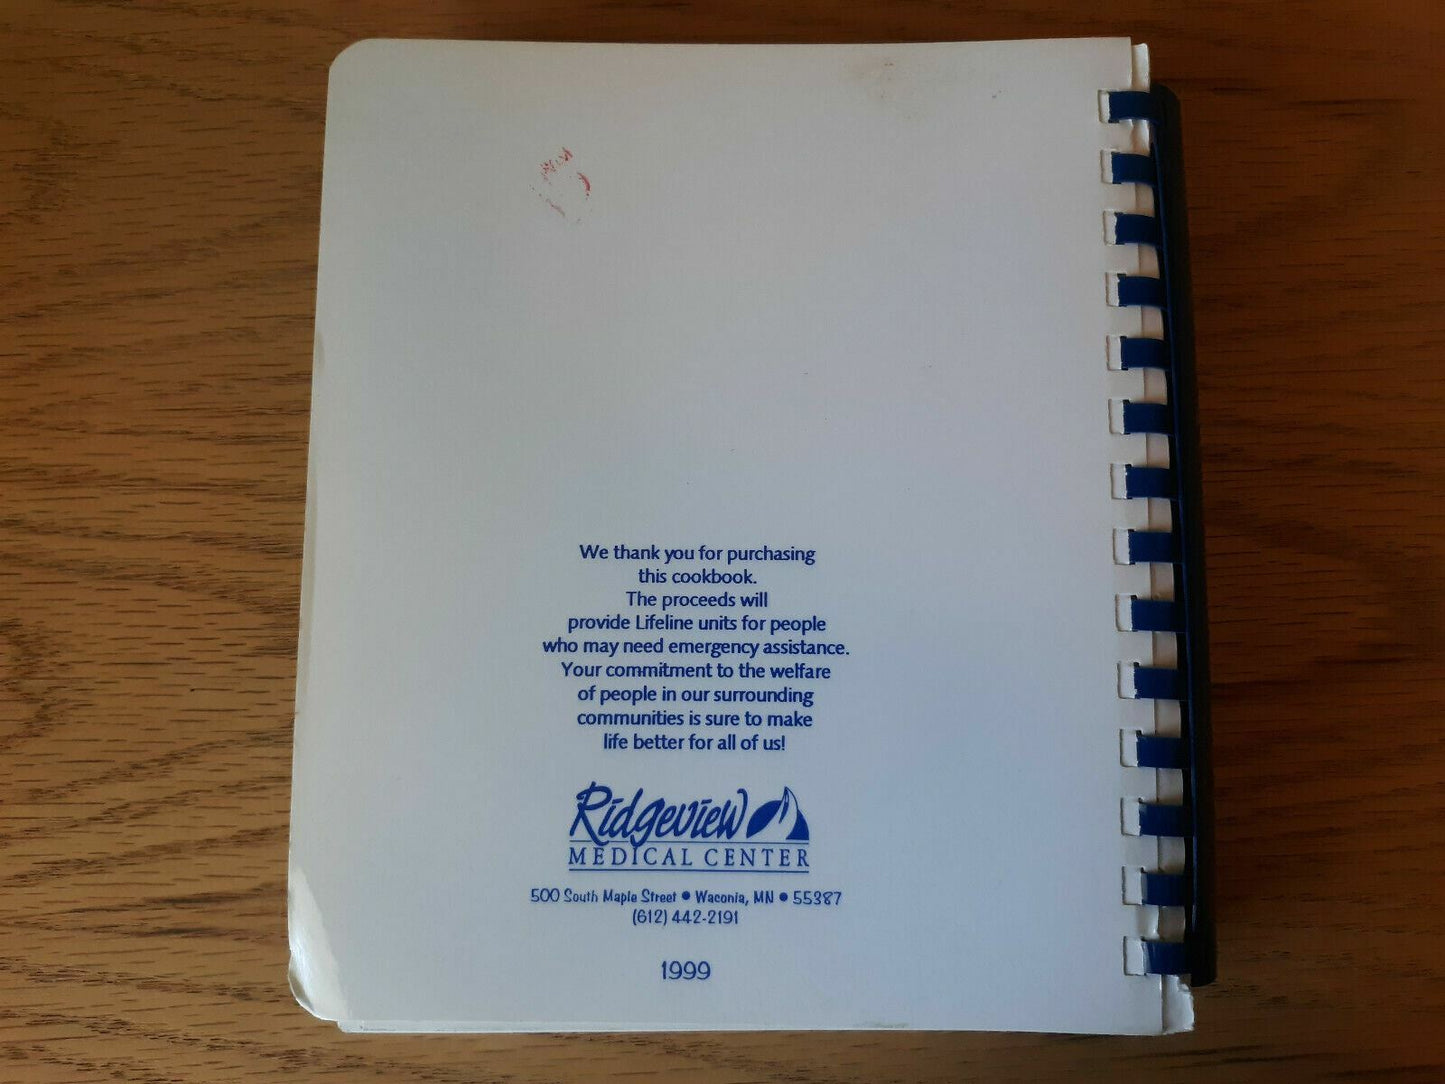 We thank you for purchasing
this cookbook.
The proceeds will
provide Lifeline units for people
who may need emergency assistance.
Your commitment to the welfare
of people in our surrounding
communities is sure to make
life better for all of us!
Ridgeview
MEDICAL CENTER
500 South Maple Street • Waconia, MN • 55387
(612) 442-2191
1999